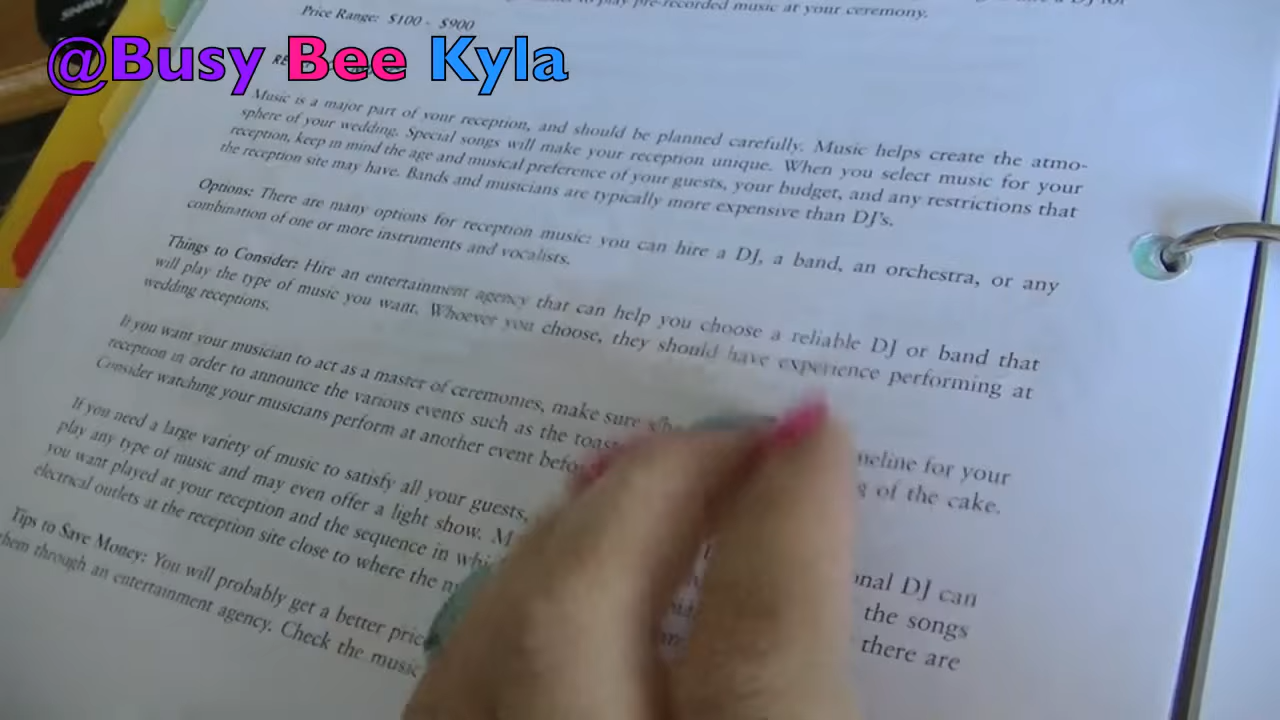 to play pre-recorded music at your ceremony.
Price Range: $100 - $900
@Busy Bee Kyla
Music is a major part of your reception, and should be planned carefully. Music helps create the atmo-
sphere of your wedding. Special songs will make your reception unique. When you select music for your
reception, keep in mind the age and musical preference of your guests, your budget, and any restrictions that
the reception site may have. Bands and musicians are typically more expensive than DJ's.
Options: There are many options for reception music: you can hire a DJ, a band, an orchestra, or any
combination of one or more instruments and vocalists.
Things to Consider: Hire an entertainment agency that can help you choose a reliable DJ or band that
will play the type of music you want. Whoever you choose, they should have experience performing at
wedding receptions.
If you want your musician to act as a master of ceremonies, make sure
reception in order to announce the various events such as the for your
Consider watching your musicians perform at another event of the cake.
If you need a large variety of music to satisfy all your guests, DJ can
play any type of music and may even offer a light show. the songs
you want played at your reception and the sequence in there are
electrical outlets at the reception site close to where the
Tips to Save Money: You will probably get a better
them through an entertainment agency. Check the music